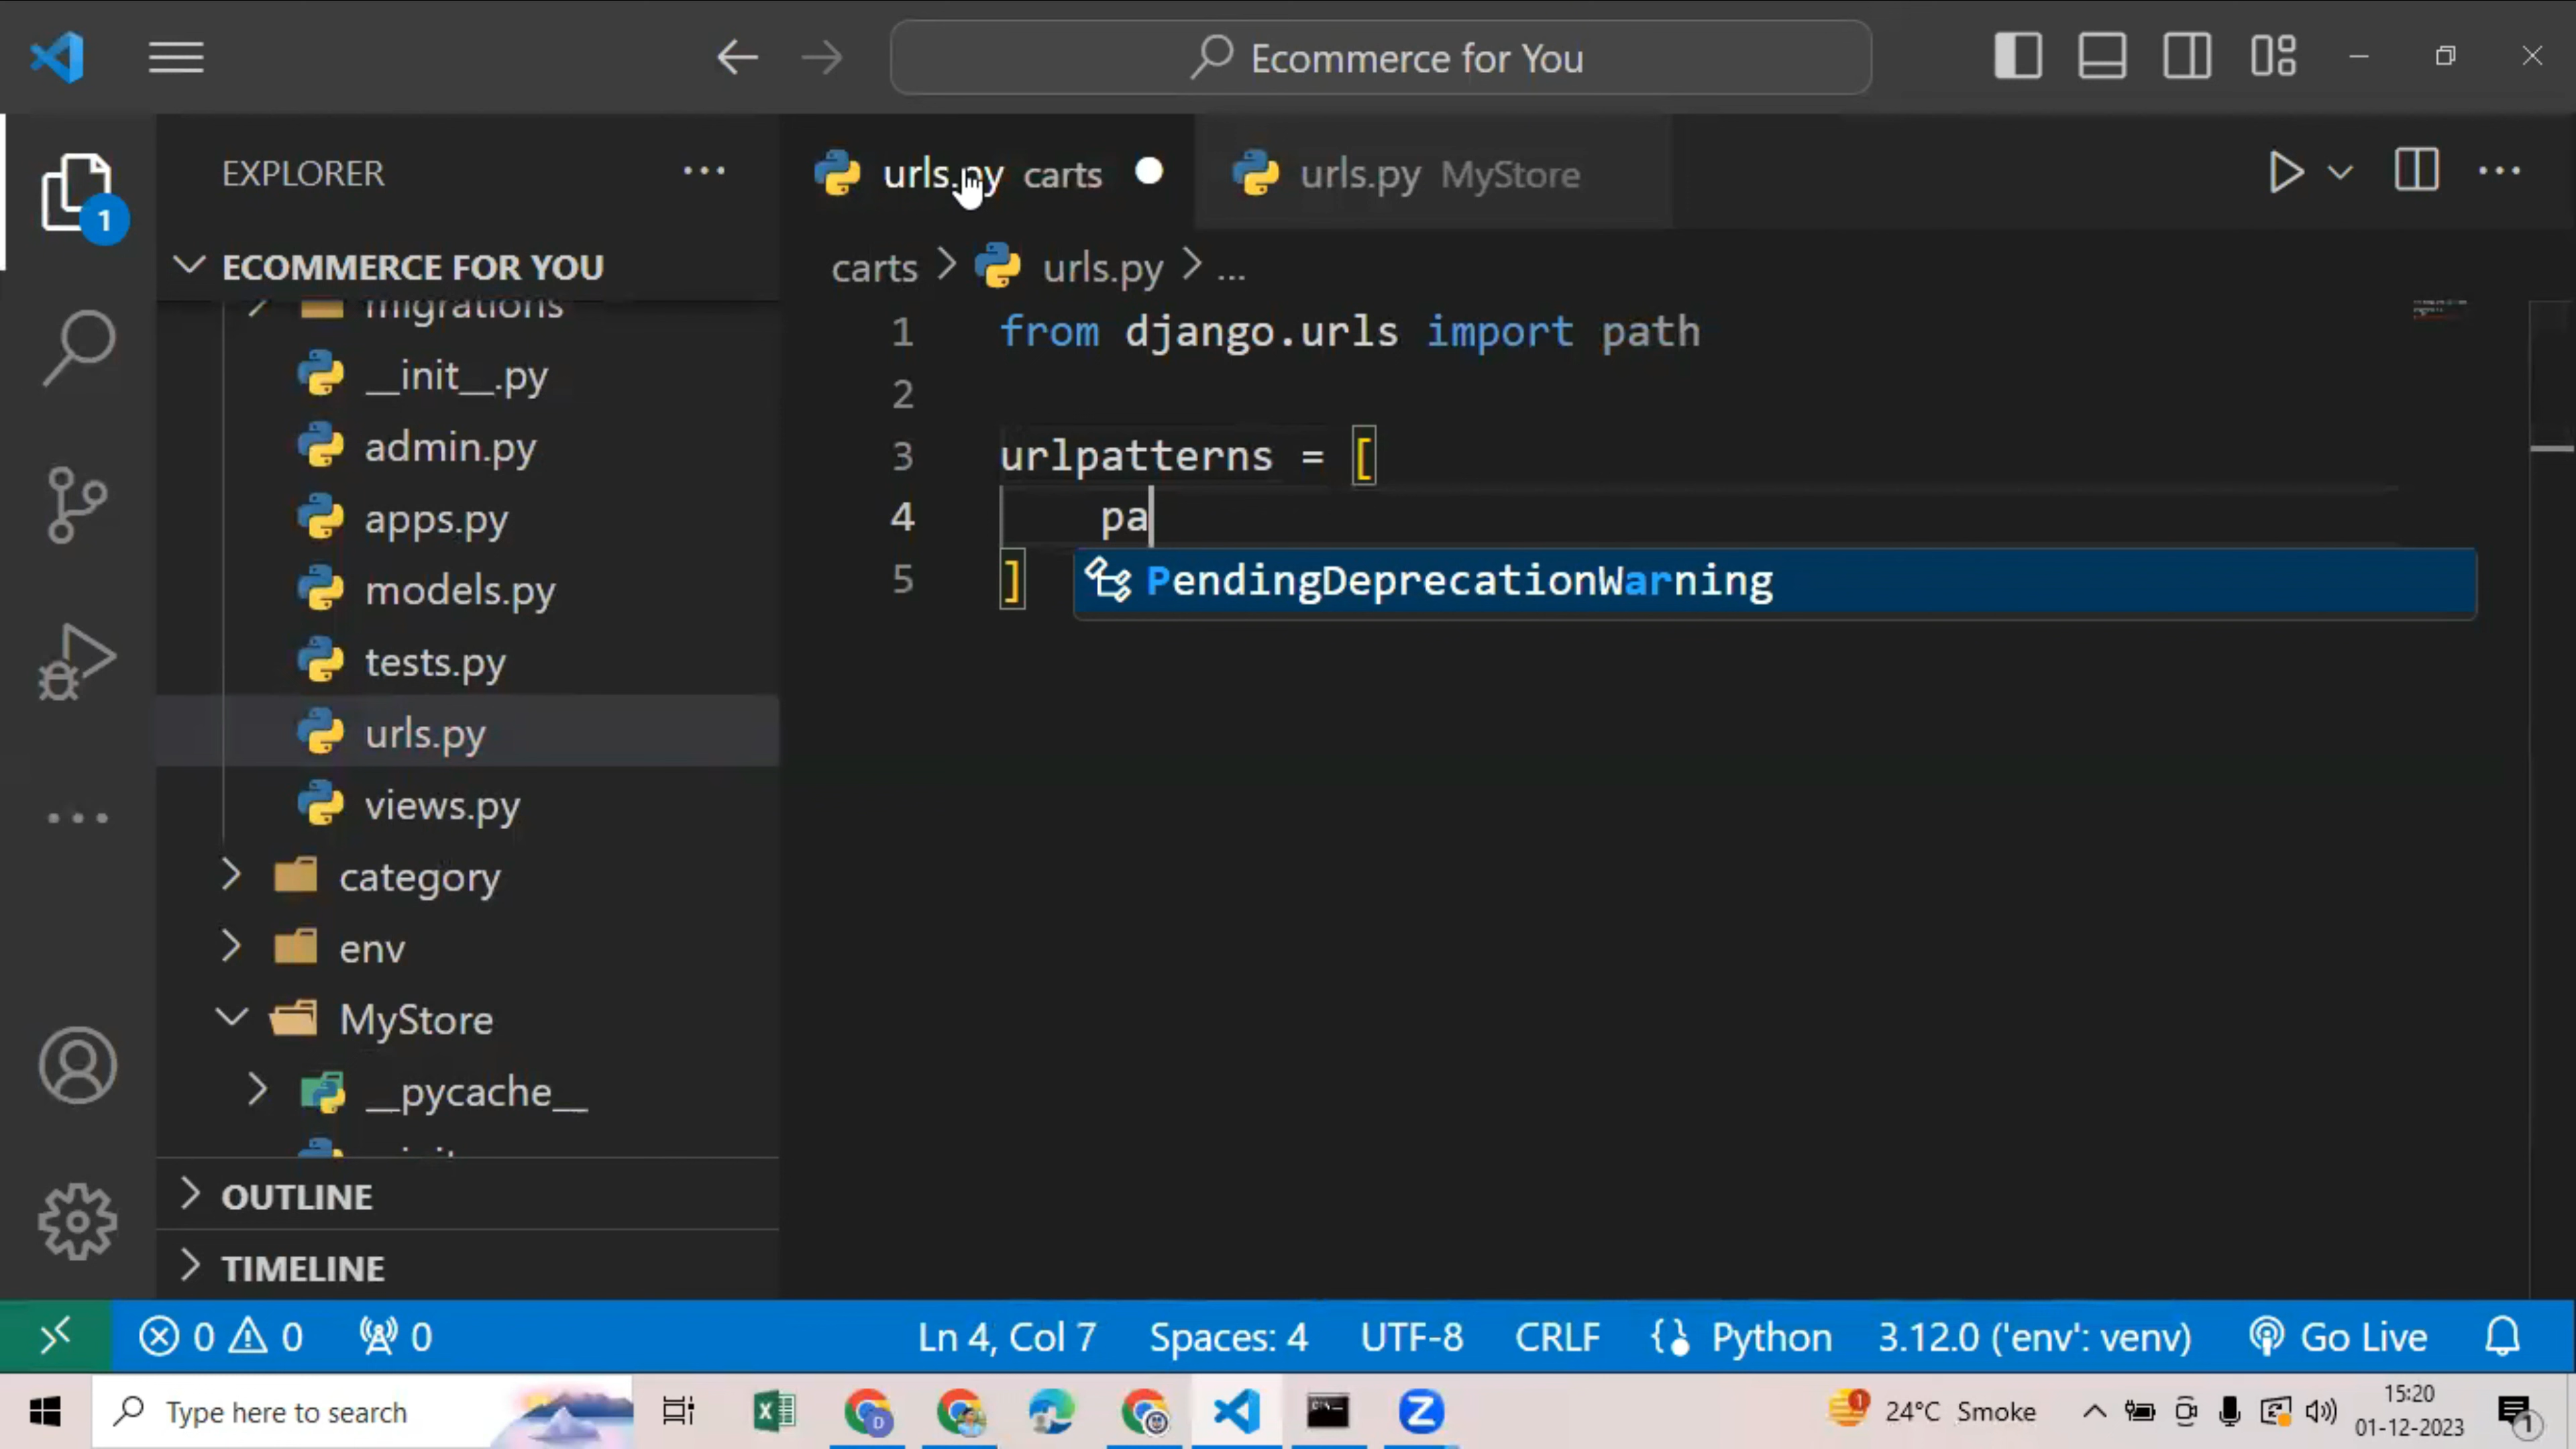 Ecommerce for You
EXPLORER
urls.py carts
urls.py MyStore
1
ECOMMERCE FOR YOU
migrations
__init__.py
admin.py
apps.py
models.py
tests.py
urls.py
views.py
category
env
MyStore
__pycache__
OUTLINE
TIMELINE
carts > urls.py > ...
1 from django.urls import path
2
3 urlpatterns = [
4 pa
5 ]
PendingDeprecationWarning
0 0 0
Ln 4, Col 7 Spaces: 4 UTF-8 CRLF Python 3.12.0 ('env': venv) Go Live
Type here to search
24°C Smoke
15:20
01-12-2023